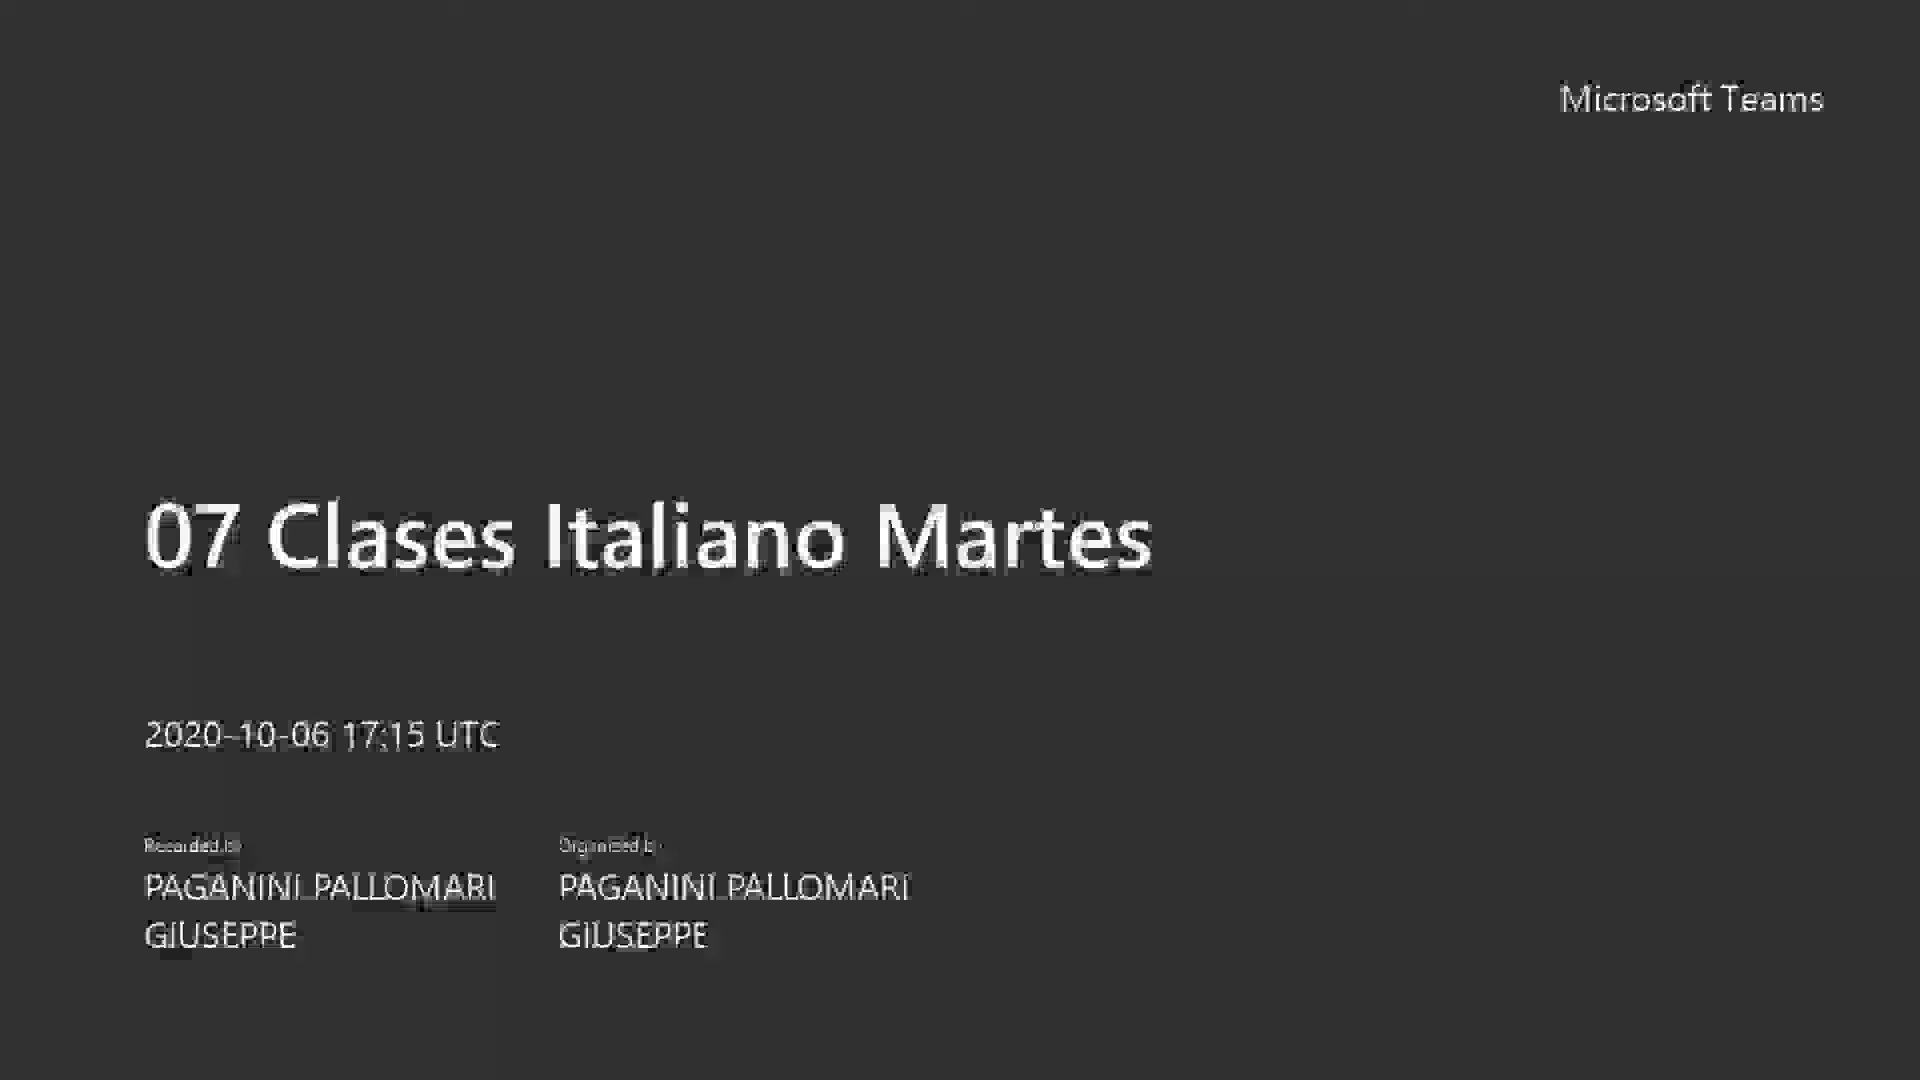 Microsoft Teams
07 Clases Italiano Martes
2020-10-06 17:15 UTC
Recorded by
Organized by
PAGANINI PALLOMARI
PAGANINI PALLOMARI
GIUSEPPE
GIUSEPPE